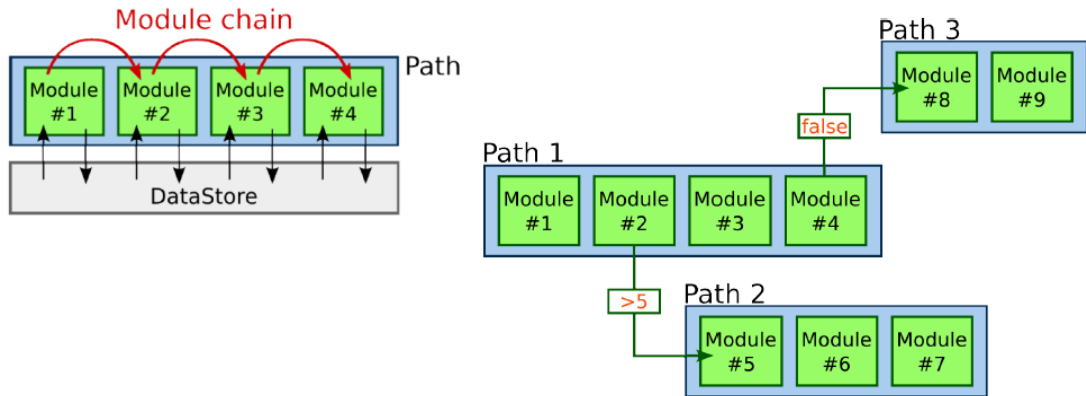 Module chain
Path
Module
#1
Module
#2
Module
#3
Module
#4
DataStore
Path 3
Module
#8
Module
#9
false
Path 1
Module
#1
Module
#2
Module
#3
Module
#4
>5
Path 2
Module
#5
Module
#6
Module
#7